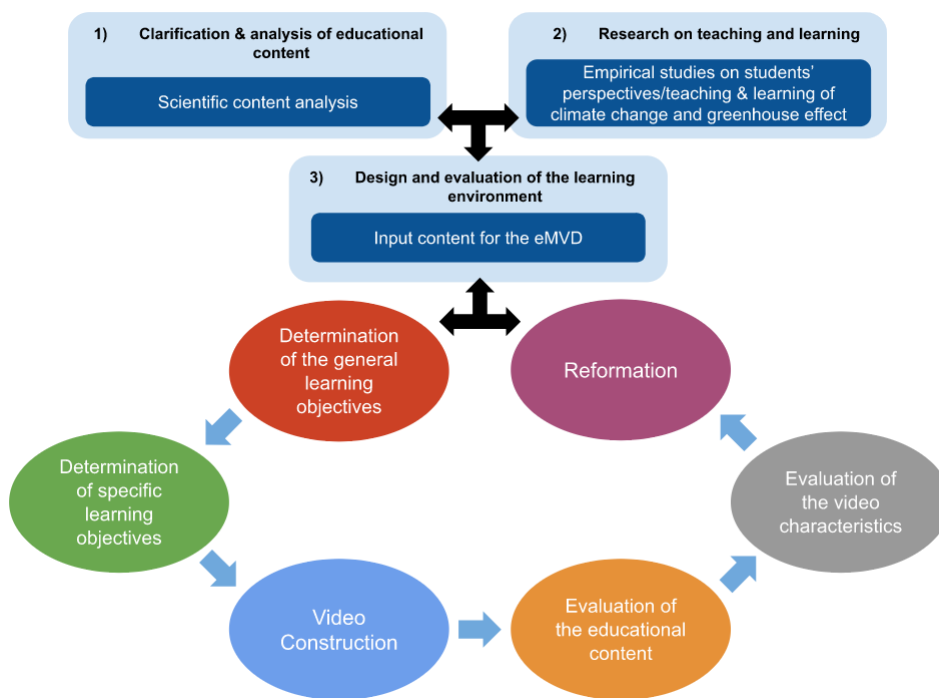 1) Clarification & analysis of educational
content
Scientific content analysis
2) Research on teaching and learning
Empirical studies on students’
perspectives/teaching & learning of
climate change and greenhouse effect
3) Design and evaluation of the learning
environment
Input content for the eMVD
Determination
of the general
learning
objectives
Reformation
Determination
of specific
learning
objectives
Evaluation of
the video
characteristics
Video
Construction
Evaluation of
the educational
content